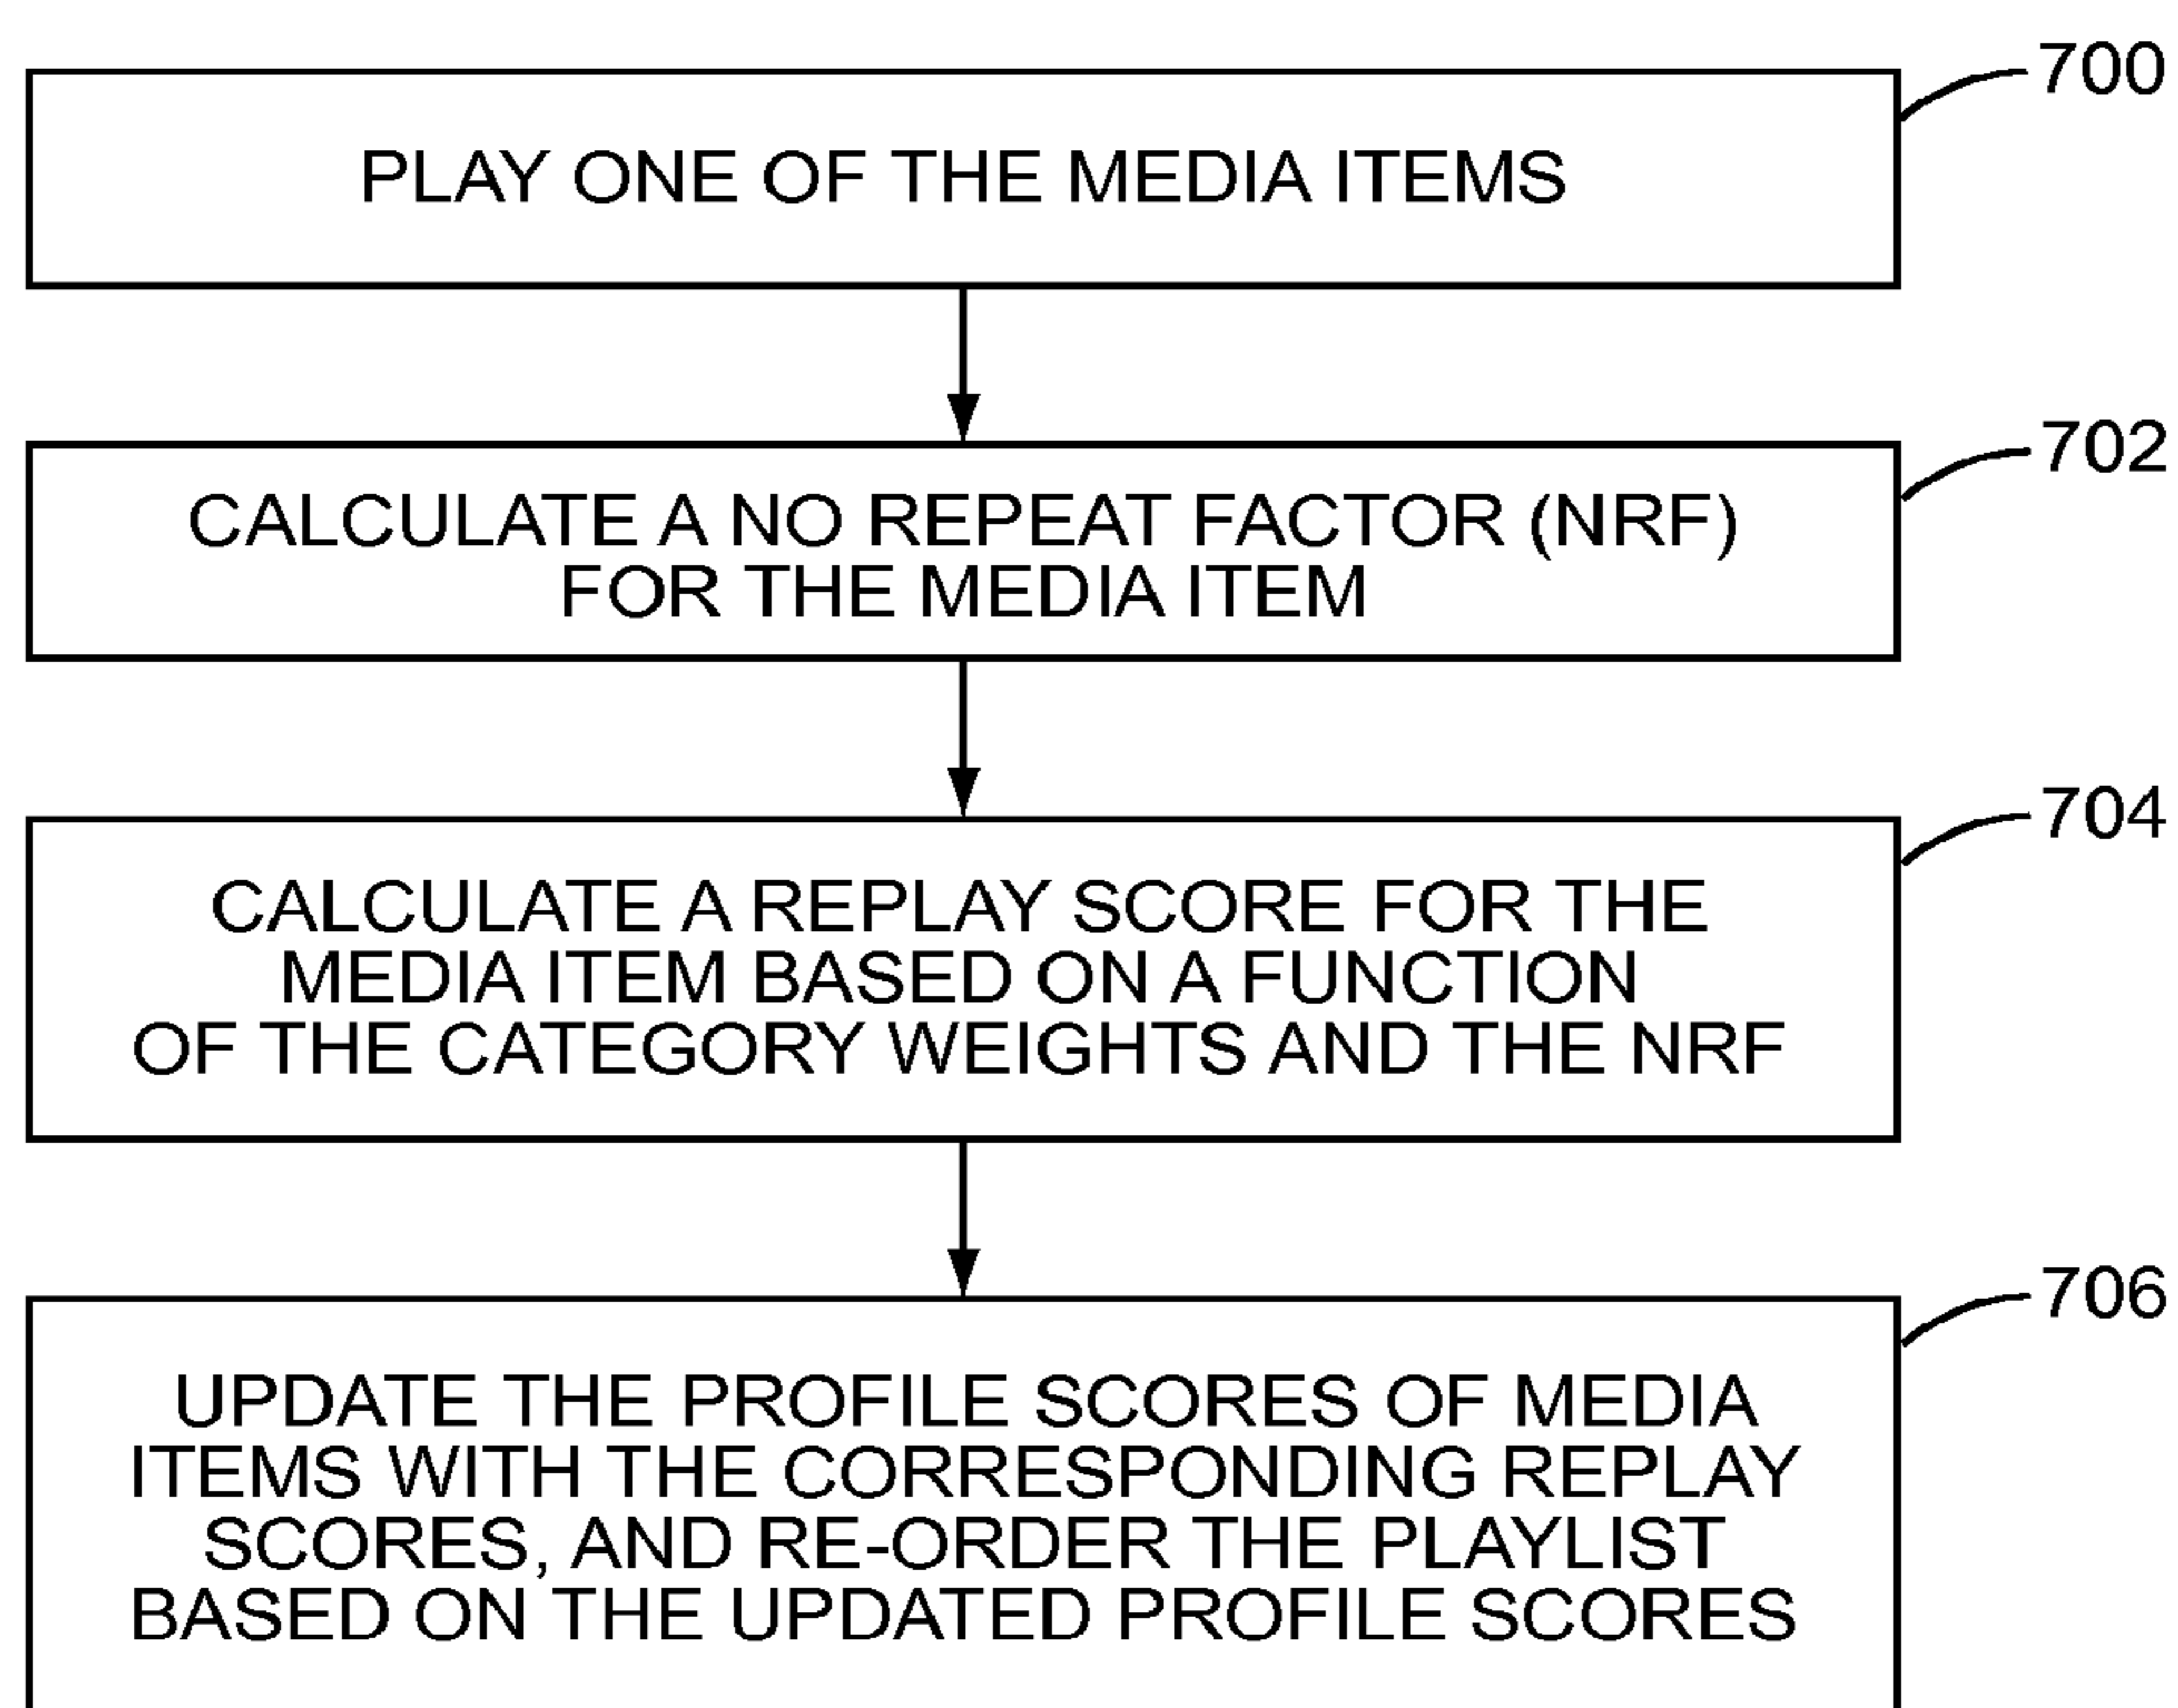 700
PLAY ONE OF THE MEDIA ITEMS
702
CALCULATE A NO REPEAT FACTOR (NRF)
FOR THE MEDIA ITEM
704
CALCULATE A REPLAY SCORE FOR THE
MEDIA ITEM BASED ON A FUNCTION
OF THE CATEGORY WEIGHTS AND THE NRF
706
UPDATE THE PROFILE SCORES OF MEDIA
ITEMS WITH THE CORRESPONDING REPLAY
SCORES, AND RE-ORDER THE PLAYLIST
BASED ON THE UPDATED PROFILE SCORES